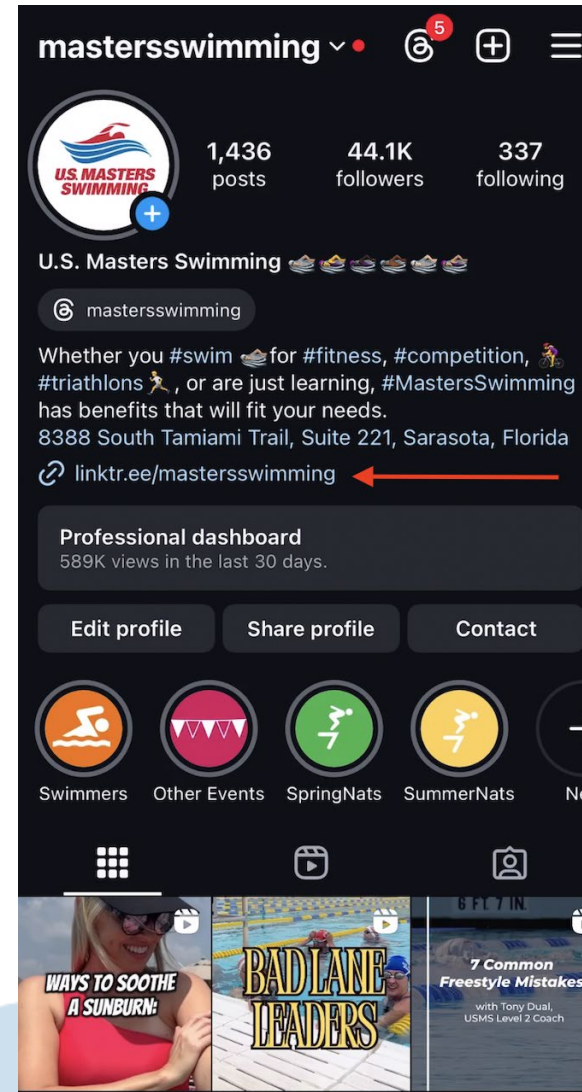 mastersswimming
5
U.S. MASTERS
SWIMMING
1,436
posts
44.1K
followers
337
following
U.S. Masters Swimming
mastersswimming
Whether you #swim for #fitness, #competition,
#triathlons , or are just learning, #MastersSwimming
has benefits that will fit your needs.
8388 South Tamiami Trail, Suite 221, Sarasota, Florida
linktr.ee/mastersswimming
Professional dashboard
589K views in the last 30 days.
Edit profile
Share profile
Contact
Swimmers
Other Events
SpringNats
SummerNats
WAYS TO SOOTHE
A SUNBURN:
BAD LANE
LEADERS
6 FT. 7 IN.
7 Common
Freestyle Mistakes
with Tony Dual,
USMS Level 2 Coach